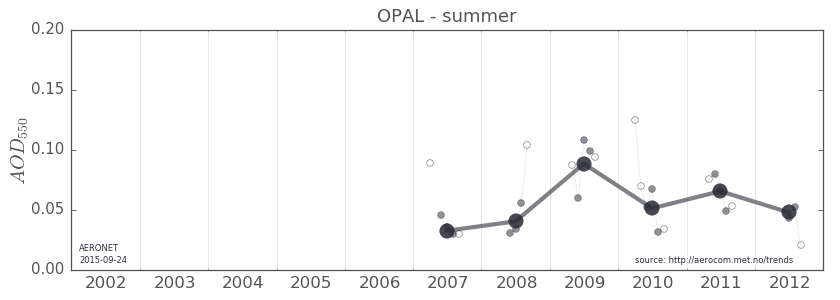 OPAL - summer
0.20
0.15
0.10
0.05
0.00
AOD550
AERONET
2015-09-24
source: http://aerocom.met.no/trends
2002 2003 2004 2005 2006 2007 2008 2009 2010 2011 2012